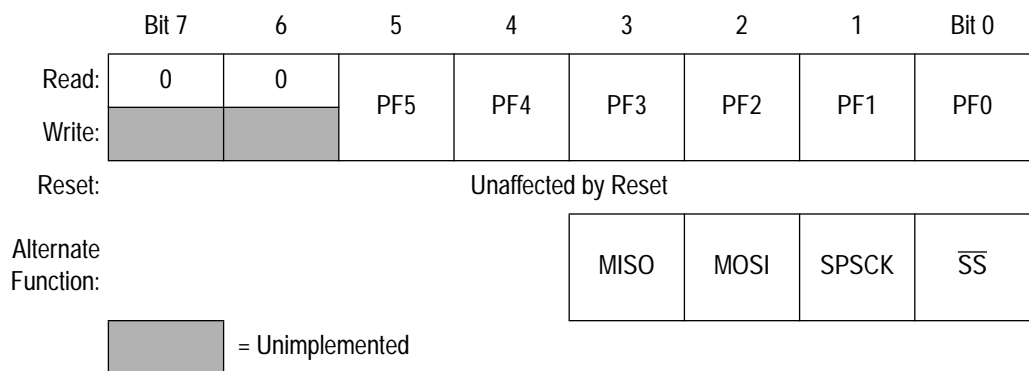 Bit 7 6 5 4 3 2 1 Bit 0
Read: 0 0 PF5 PF4 PF3 PF2 PF1 PF0
Write:
Reset: Unaffected by Reset
Alternate Function: MISO MOSI SPSCK S̅S̅
= Unimplemented